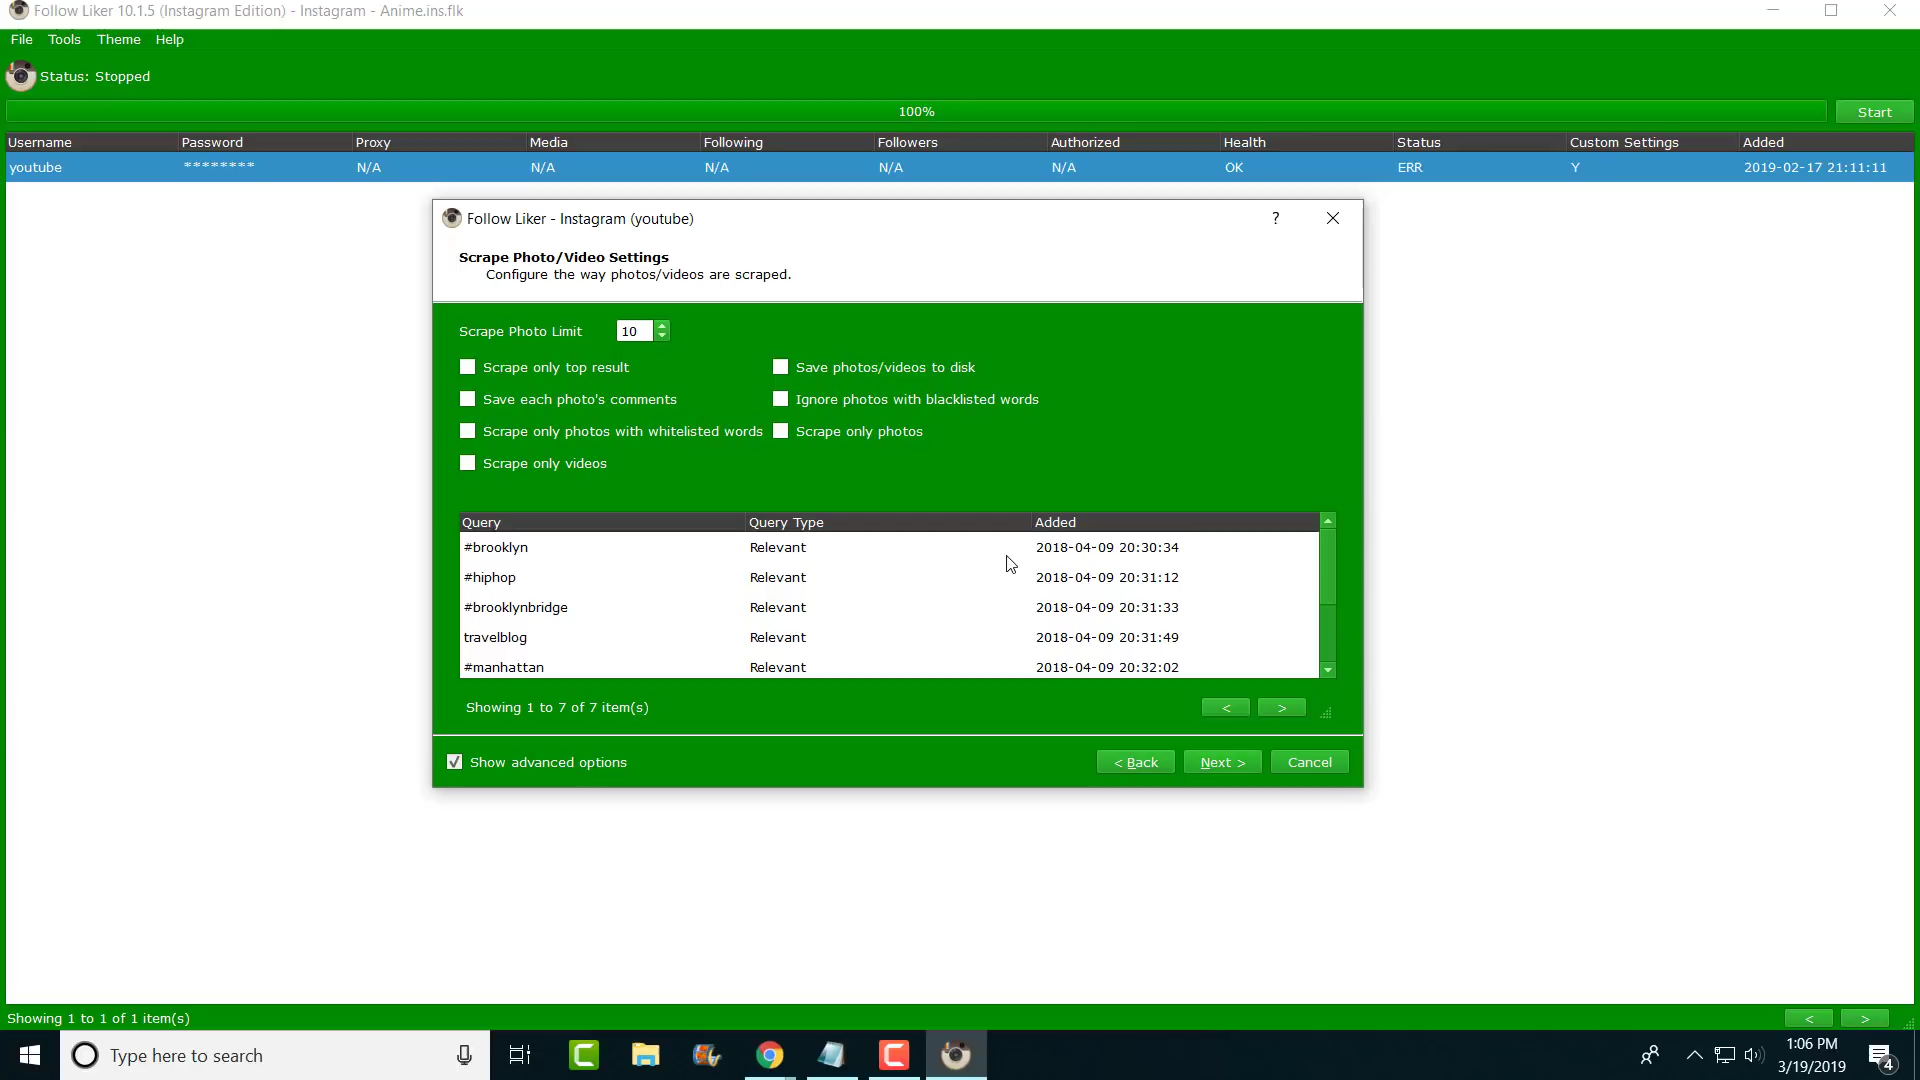 Follow Liker 10.1.5 (Instagram Edition) - Instagram - Anime.ins.flk
File Tools Theme Help
Status: Stopped
100%
Start
Username Password Proxy Media Following Followers Authorized Health Status Custom Settings Added
youtube ******** N/A N/A N/A N/A N/A OK ERR Y 2019-02-17 21:11:11
Follow Liker - Instagram (youtube)
?
Scrape Photo/Video Settings
Configure the way photos/videos are scraped.
Scrape Photo Limit 10
Scrape only top result Save photos/videos to disk
Save each photo's comments Ignore photos with blacklisted words
Scrape only photos with whitelisted words Scrape only photos
Scrape only videos
Query Query Type Added
#brooklyn Relevant 2018-04-09 20:30:34
#hiphop Relevant 2018-04-09 20:31:12
#brooklynbridge Relevant 2018-04-09 20:31:33
travelblog Relevant 2018-04-09 20:31:49
#manhattan Relevant 2018-04-09 20:32:02
Showing 1 to 7 of 7 item(s) < >
Show advanced options < Back Next > Cancel
Showing 1 to 1 of 1 item(s) < >
Type here to search
1:06 PM
3/19/2019
4